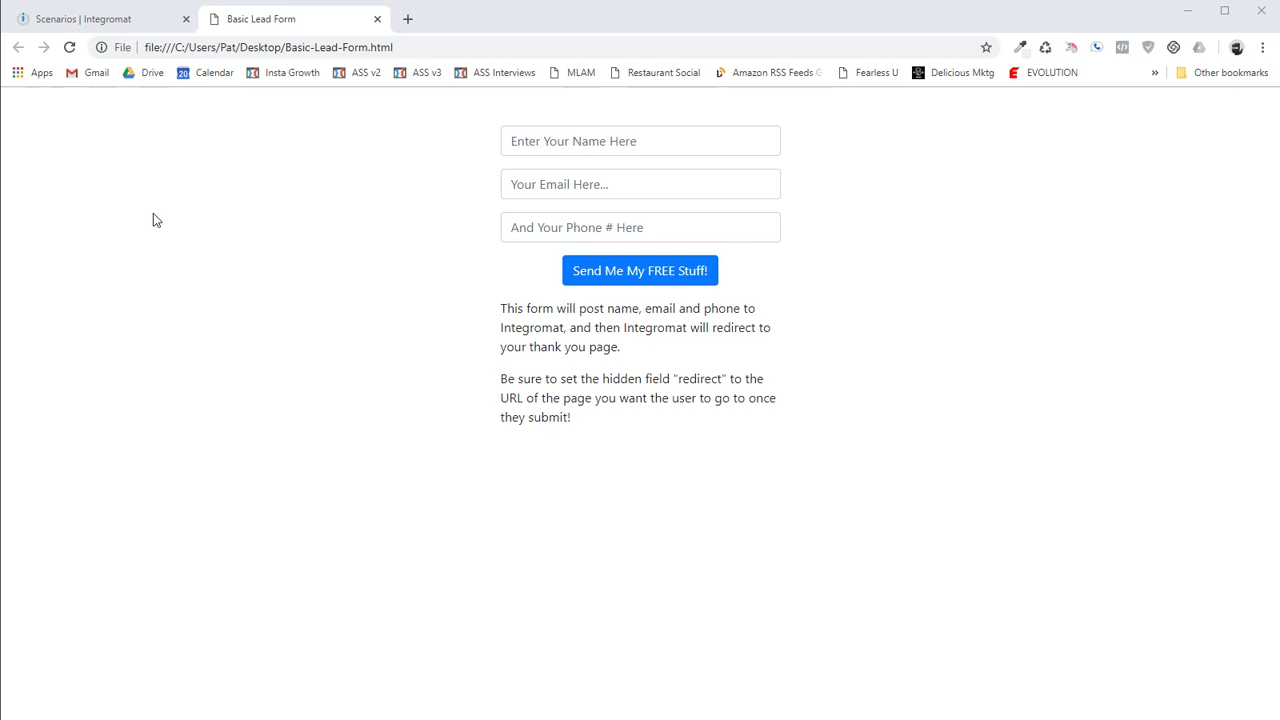 Scenarios | Integromat
Basic Lead Form
File
file:///C:/Users/Pat/Desktop/Basic-Lead-Form.html
Apps
Gmail
Drive
Calendar
Insta Growth
ASS v2
ASS v3
ASS Interviews
MLAM
Restaurant Social
Amazon RSS Feeds G
Fearless U
Delicious Mktg
EVOLUTION
»
Other bookmarks
Enter Your Name Here
Your Email Here...
And Your Phone # Here
Send Me My FREE Stuff!
This form will post name, email and phone to
Integromat, and then Integromat will redirect to
your thank you page.
Be sure to set the hidden field "redirect" to the
URL of the page you want the user to go to once
they submit!